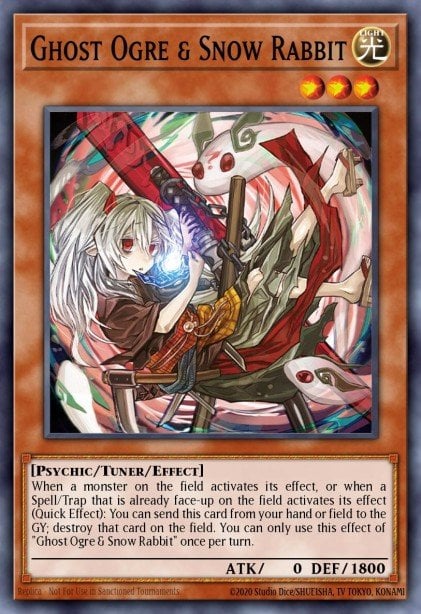 GHOST OGRE & SNOW RABBIT
LIGHT
光
[PSYCHIC/TUNER/EFFECT]
When a monster on the field activates its effect, or when a
Spell/Trap that is already face-up on the field activates its effect
(Quick Effect): You can send this card from your hand or field to the
GY; destroy that card on the field. You can only use this effect of
"Ghost Ogre & Snow Rabbit" once per turn.
ATK/ 0 DEF/1800
Replica - Not For Use in Sanctioned Tournaments
©2020 Studio Dice/SHUEISHA, TV TOKYO, KONAMI